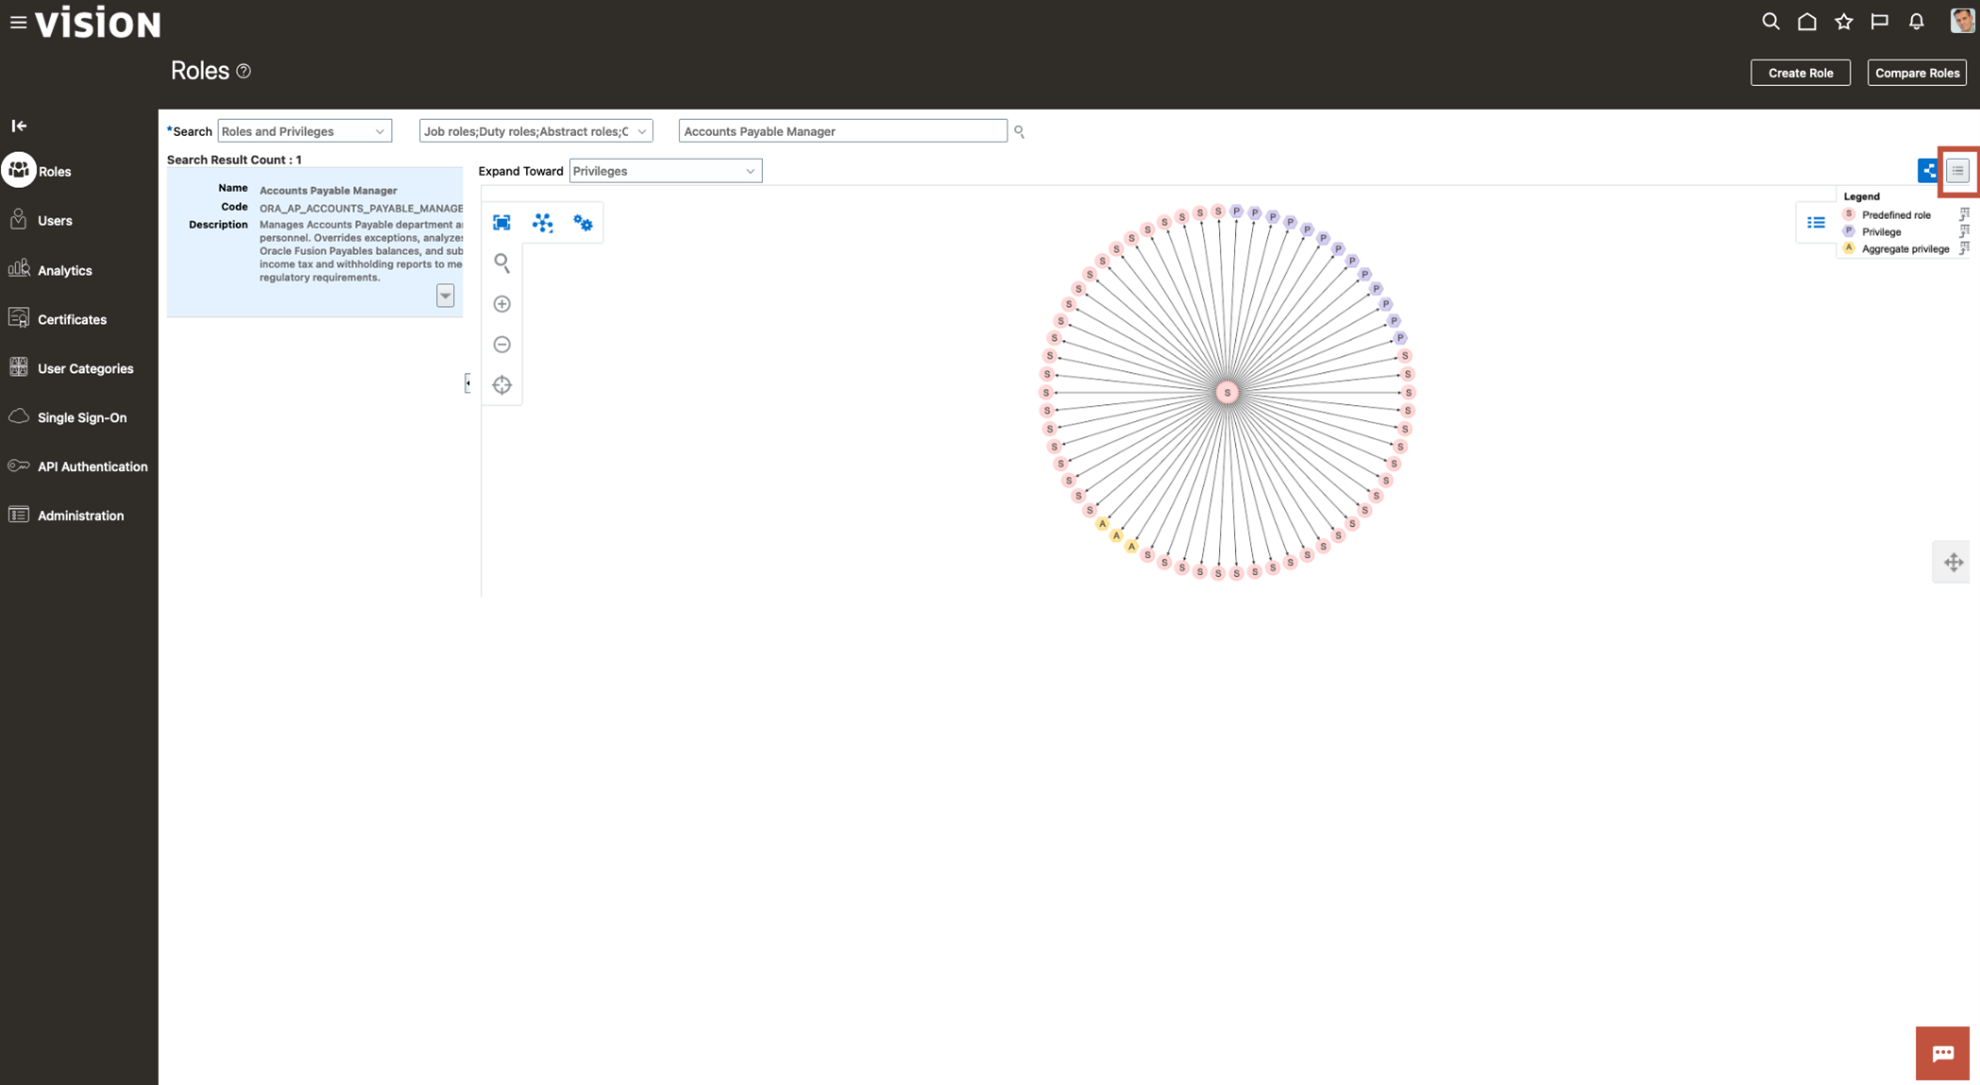 vision
Roles ?
Create Role
Compare Roles
*Search
Roles and Privileges
Job roles;Duty roles;Abstract roles;C
Accounts Payable Manager
Search Result Count : 1
Expand Toward
Privileges
Name
Accounts Payable Manager
Code
ORA_AP_ACCOUNTS_PAYABLE_MANAGE
Description
Manages Accounts Payable department a
personnel. Overrides exceptions, analyzes
Oracle Fusion Payables balances, and sub
income tax and withholding reports to me
regulatory requirements.
Roles
Users
Analytics
Certificates
User Categories
Single Sign-On
API Authentication
Administration
Legend
S Predefined role
P Privilege
A Aggregate privilege
S S S S S S S S S S S S S S S S S S S S S S S S
A A A
S S S S S S S S S S S S S S S S S S S S S S
P P P P P P P P P P P P P
S